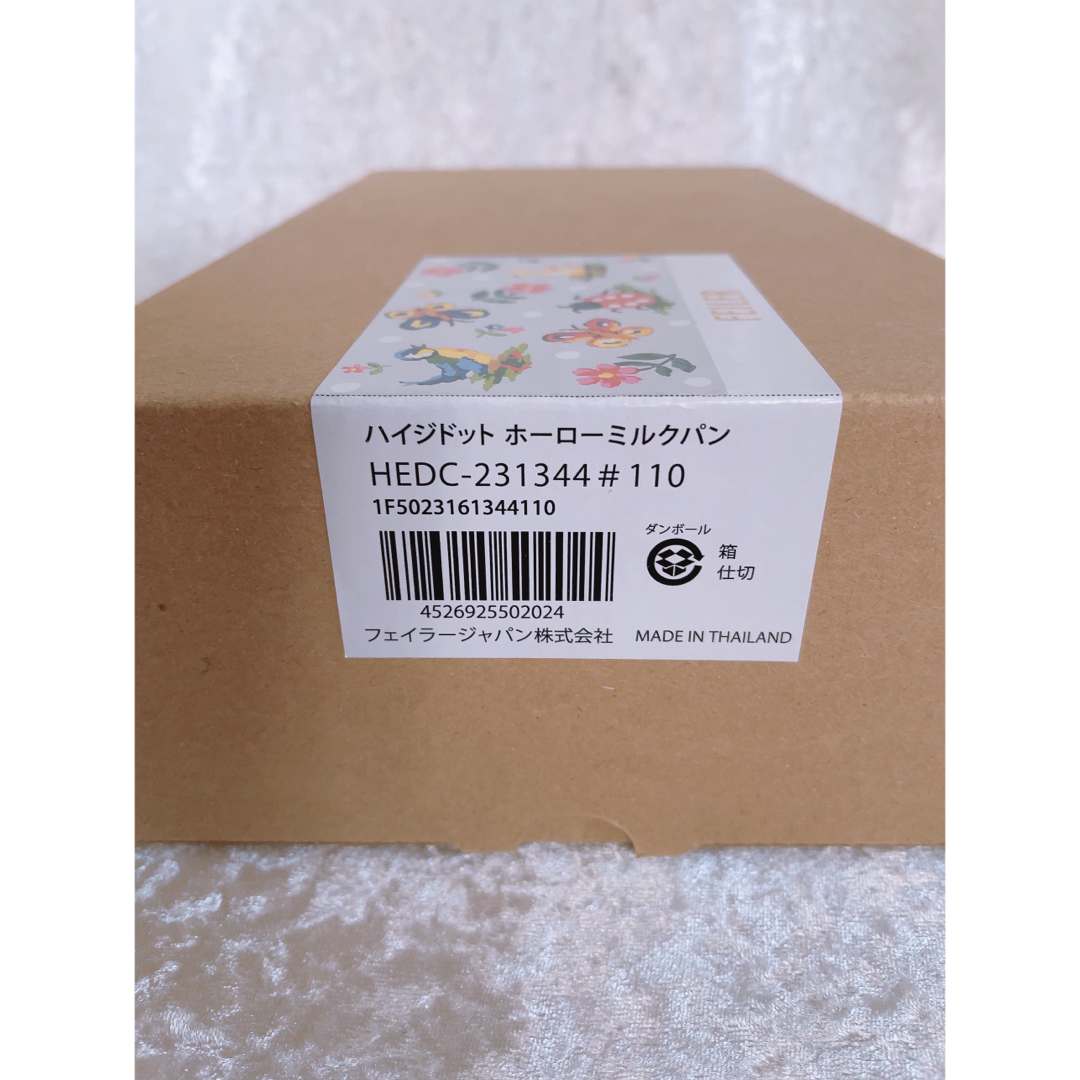 FEILER
ハイジドット ホーローミルクパン
HEDC-231344#110
1F5023161344110
4526925502024
ダンボール
箱
仕切
フェイラージャパン株式会社 MADE IN THAILAND